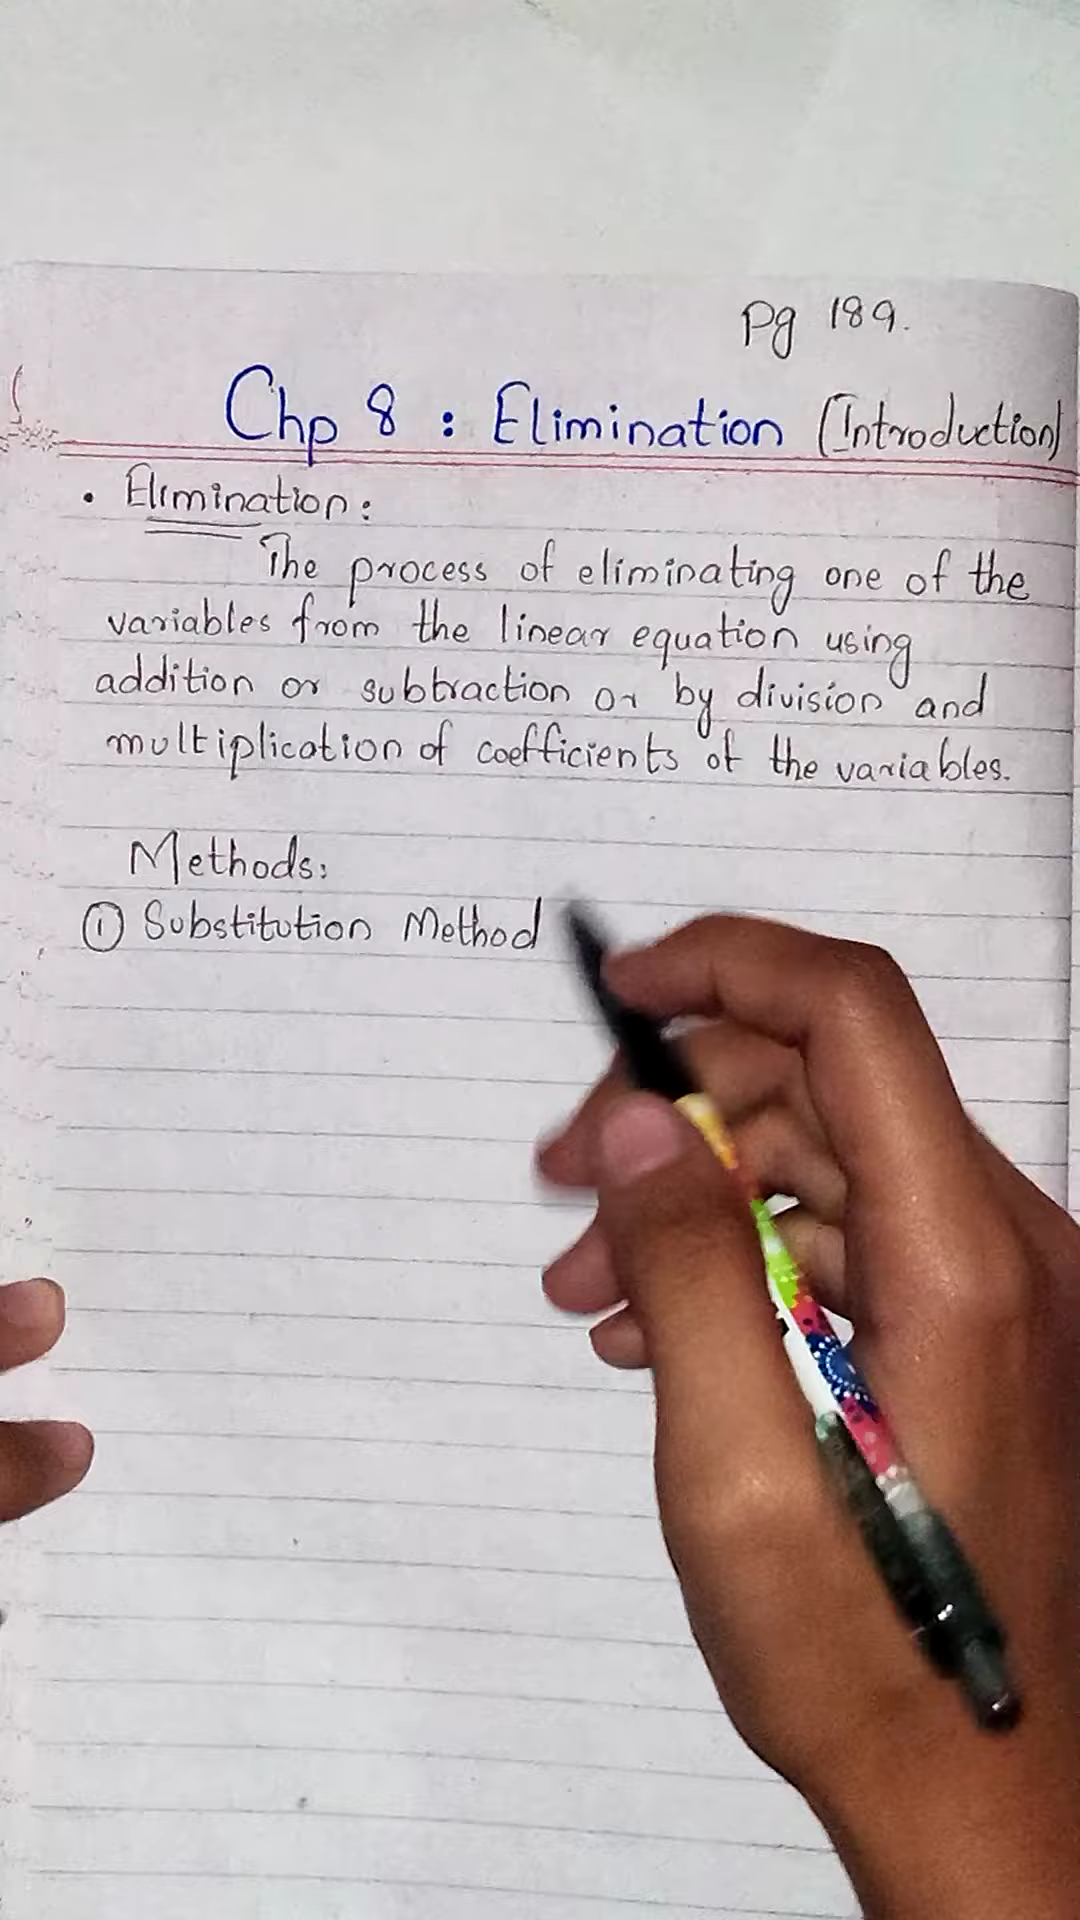 Pg 189.
Chp 8 : Elimination (Introduction)
• Elimination:
The process of eliminating one of the
variables from the linear equation using
addition or subtraction or by division and
multiplication of coefficients of the variables.
Methods:
① Substitution Method